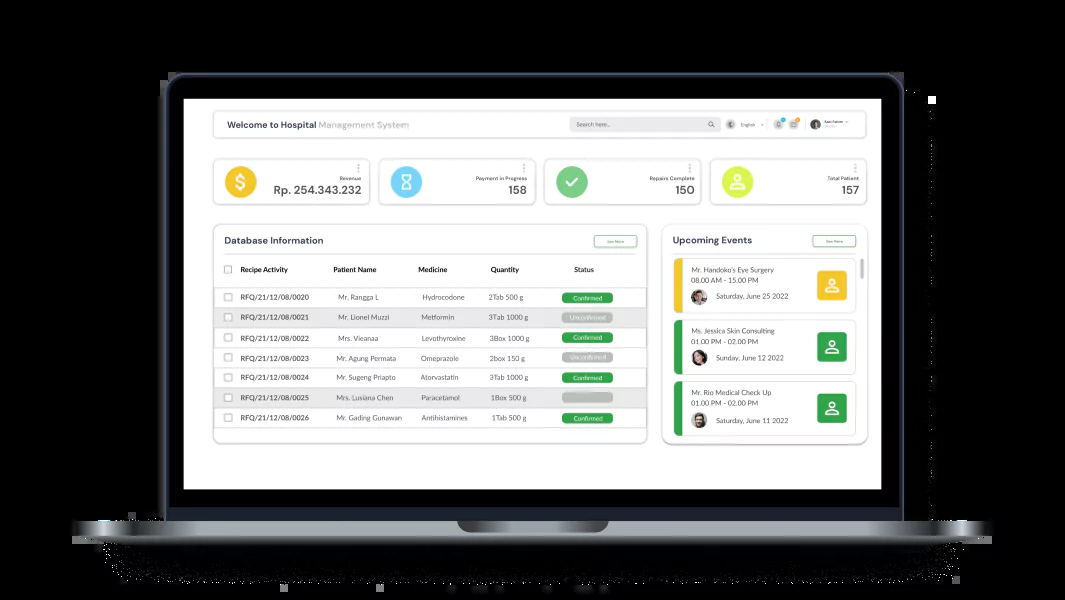 Welcome to Hospital Management System
Search here...
English
Revenue
Rp. 254.343.232
Payment in Progress
158
Repairs Complete
150
Total Patient
157
Database Information
See More
Recipe Activity Patient Name Medicine Quantity Status
RFQ/21/12/08/0020 Mr. Rangga L Hydrocodone 2Tab 500 g Confirmed
RFQ/21/12/08/0021 Mr. Lionel Muzzi Metformin 3Tab 1000 g Unconfirmed
RFQ/21/12/08/0022 Mrs. Vieanaa Levothyroxine 3Box 1000 g Confirmed
RFQ/21/12/08/0023 Mr. Agung Permata Omeprazole 2box 150 g Unconfirmed
RFQ/21/12/08/0024 Mr. Sugeng Priapto Atorvastatin 3Tab 1000 g Confirmed
RFQ/21/12/08/0025 Mrs. Lusiana Chen Paracetamol 1Box 500 g
RFQ/21/12/08/0026 Mr. Gading Gunawan Antihistamines 1Tab 500 g Confirmed
Upcoming Events
See More
Mr. Handoko's Eye Surgery
08.00 AM - 15.00 PM
Saturday, June 25 2022
Ms. Jessica Skin Consulting
01.00 PM - 02.00 PM
Sunday, June 12 2022
Mr. Rio Medical Check Up
01.00 PM - 02.00 PM
Saturday, June 11 2022